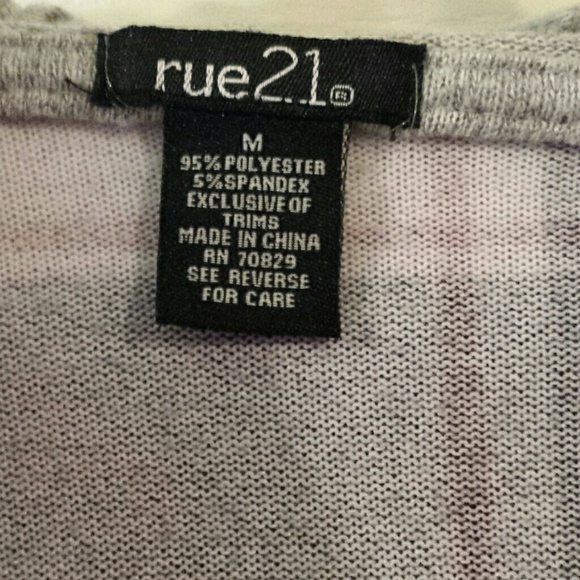 rue21®
M
95% POLYESTER
5% SPANDEX
EXCLUSIVE OF
TRIMS
MADE IN CHINA
RN 70829
SEE REVERSE
FOR CARE